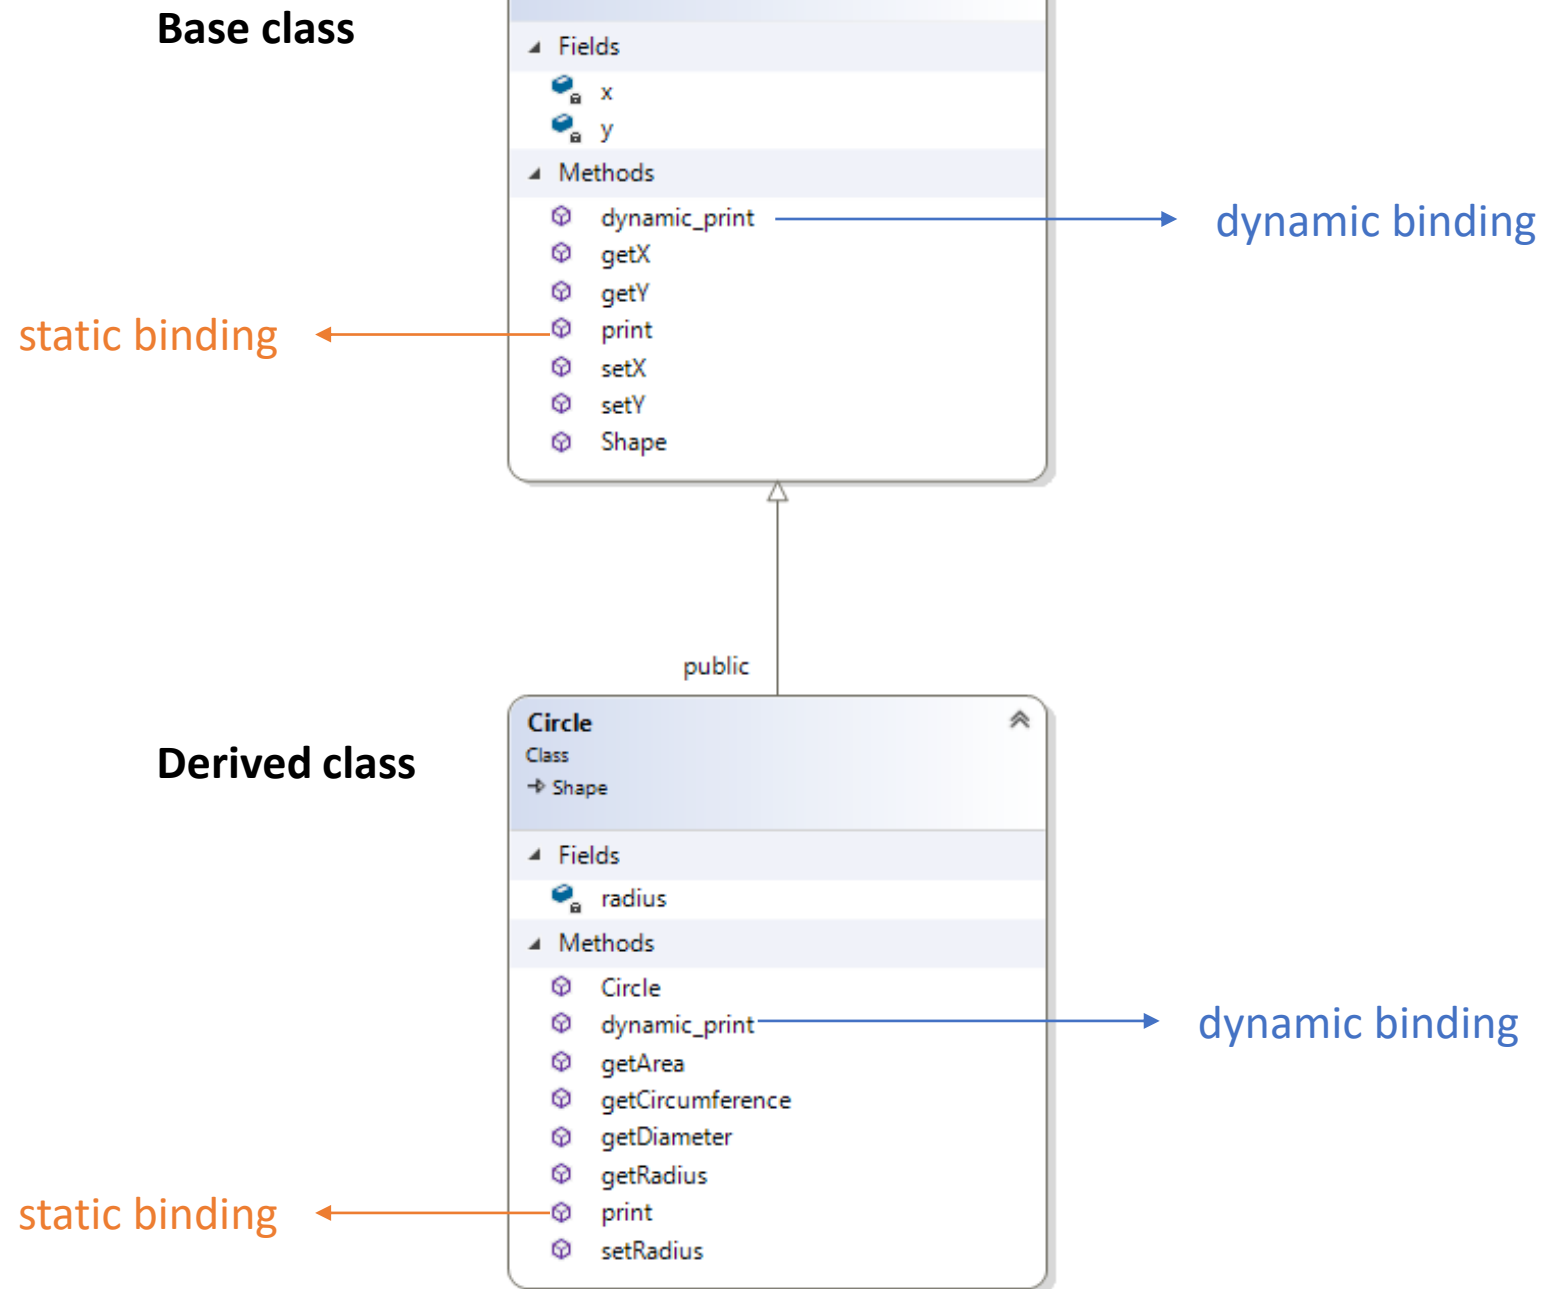 Base class
Fields
x
y
Methods
dynamic_print
dynamic binding
getX
getY
static binding
print
setX
setY
Shape
public
Circle
Class
Shape
Derived class
Fields
radius
Methods
Circle
dynamic_print
dynamic binding
getArea
getCircumference
getDiameter
getRadius
static binding
print
setRadius